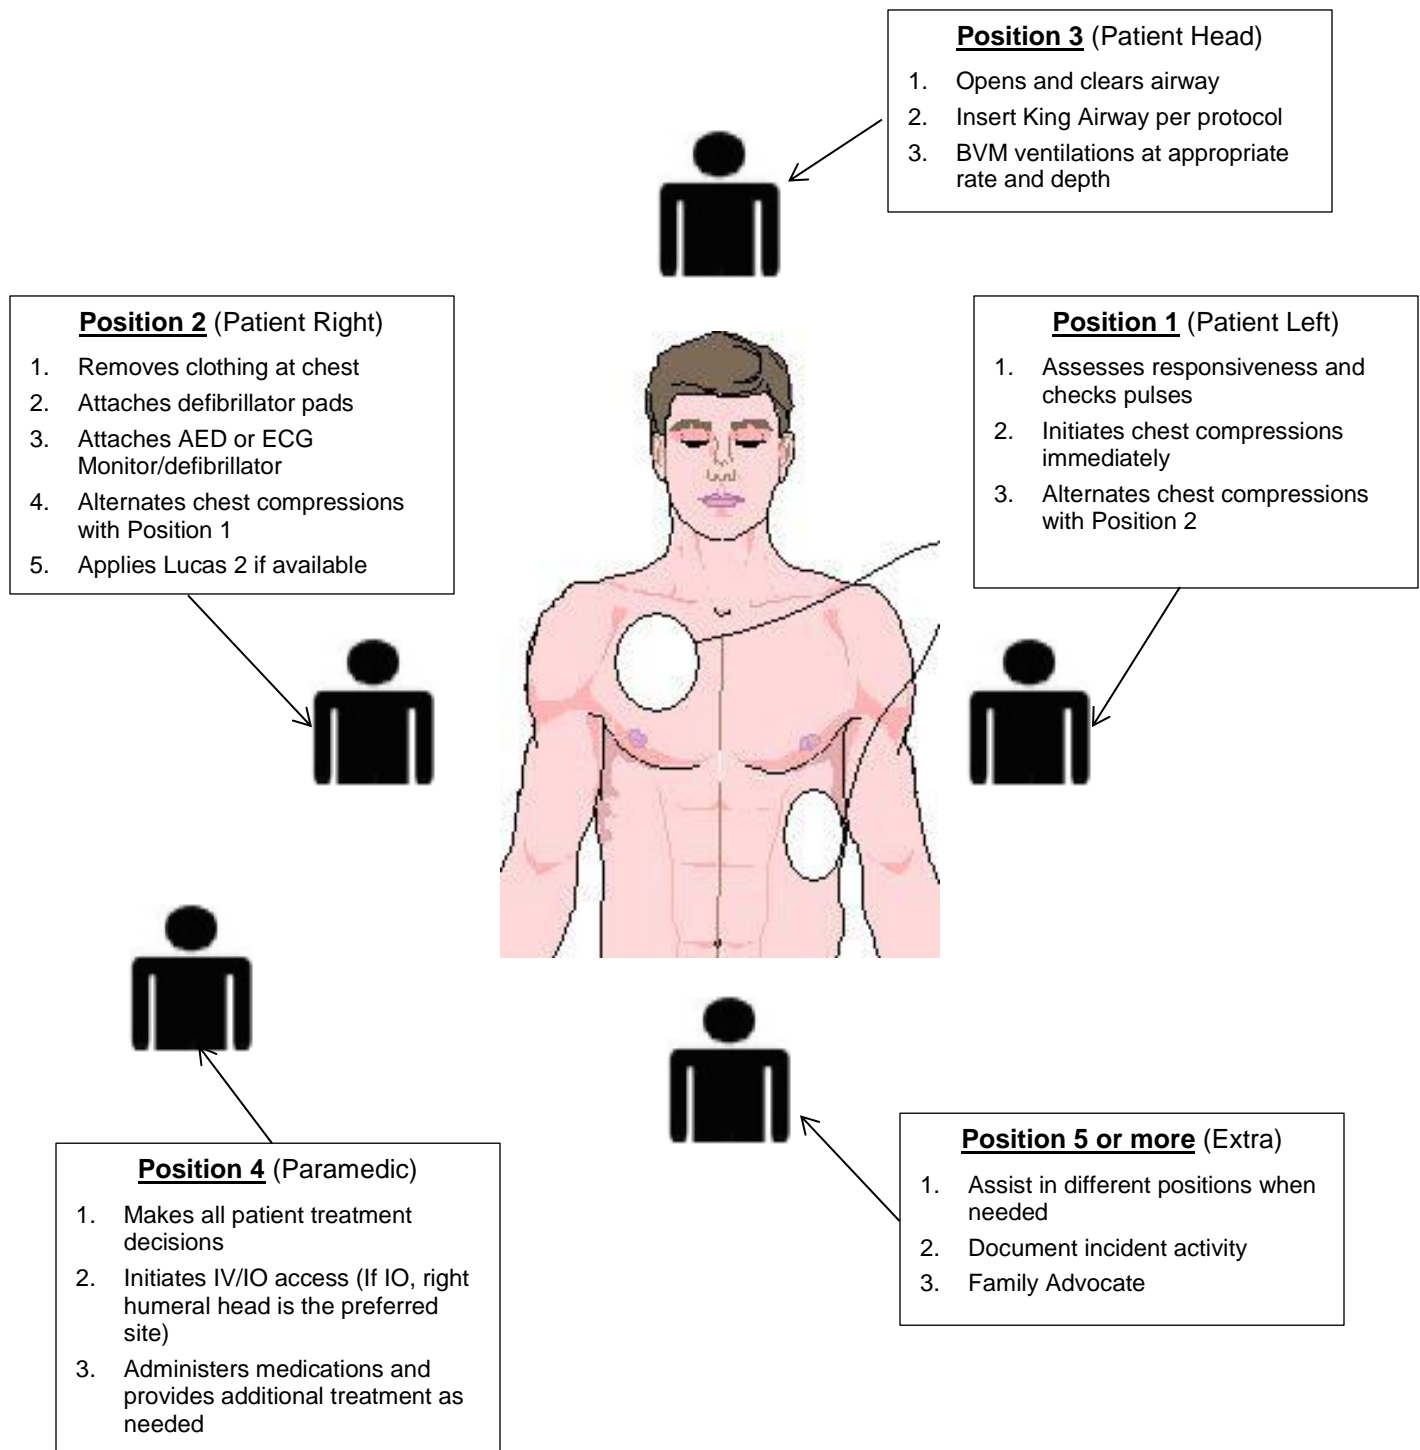 Position 3 (Patient Head)
1. Opens and clears airway
2. Insert King Airway per protocol
3. BVM ventilations at appropriate
rate and depth
Position 2 (Patient Right)
1. Removes clothing at chest
2. Attaches defibrillator pads
3. Attaches AED or ECG
Monitor/defibrillator
4. Alternates chest compressions
with Position 1
5. Applies Lucas 2 if available
Position 1 (Patient Left)
1. Assesses responsiveness and
checks pulses
2. Initiates chest compressions
immediately
3. Alternates chest compressions
with Position 2
Position 4 (Paramedic)
1. Makes all patient treatment
decisions
2. Initiates IV/IO access (If IO, right
humeral head is the preferred
site)
3. Administers medications and
provides additional treatment as
needed
Position 5 or more (Extra)
1. Assist in different positions when
needed
2. Document incident activity
3. Family Advocate